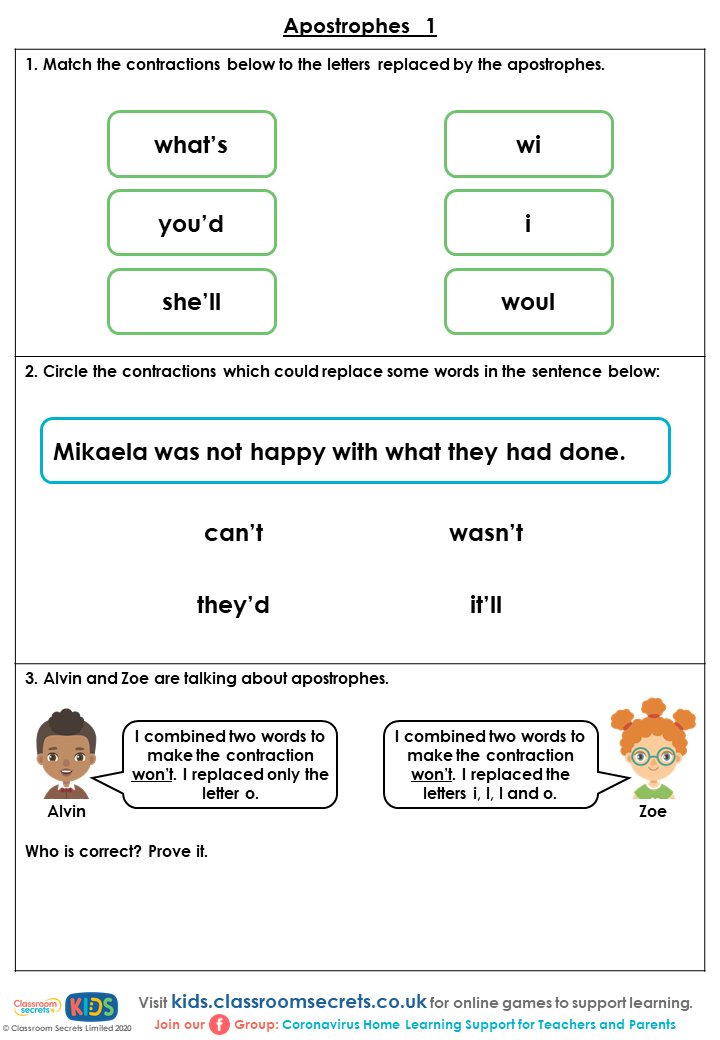 Apostrophes 1
1. Match the contractions below to the letters replaced by the apostrophes.
what’s
wi
you’d
i
she’ll
woul
2. Circle the contractions which could replace some words in the sentence below:
Mikaela was not happy with what they had done.
can’t
wasn’t
they’d
it’ll
3. Alvin and Zoe are talking about apostrophes.
I combined two words to
make the contraction
won’t. I replaced only the
letter o.
Alvin
I combined two words to
make the contraction
won’t. I replaced the
letters i, l, l and o.
Zoe
Who is correct? Prove it.
Classroom
secrets
KIDS
© Classroom Secrets Limited 2020
Visit kids.classroomsecrets.co.uk for online games to support learning.
Join our f Group: Coronavirus Home Learning Support for Teachers and Parents